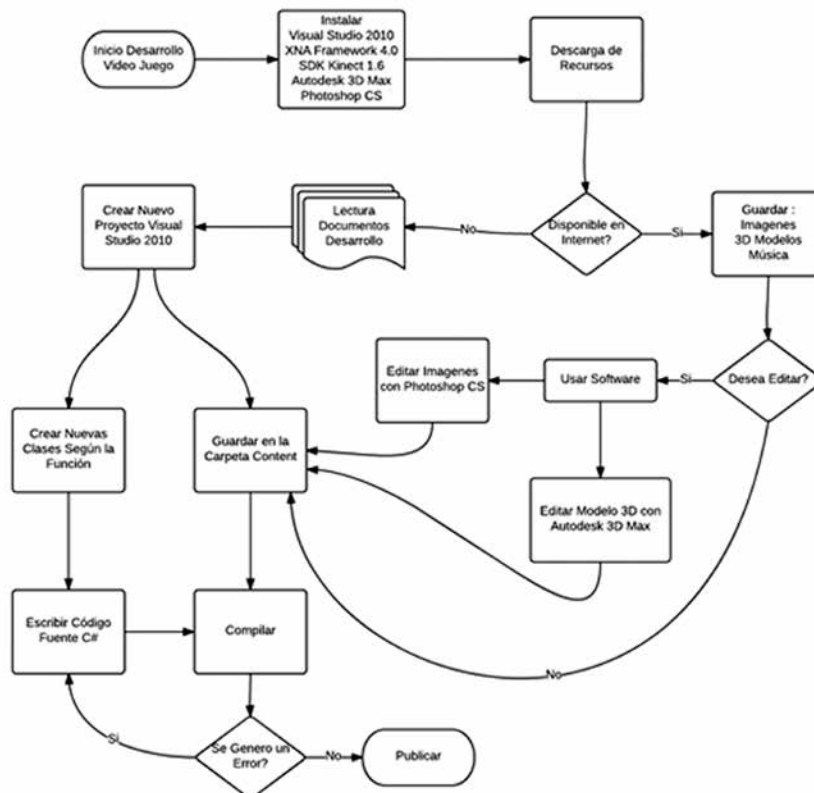 Inicio Desarrollo
Video Juego
Instalar
Visual Studio 2010
XNA Framework 4.0
SDK Kinect 1.6
Autodesk 3D Max
Photoshop CS
Descarga de
Recursos
Crear Nuevo
Proyecto Visual
Studio 2010
Lectura
Documentos
Desarrollo
No
Disponible en
Internet?
Si
Guardar :
Imagenes
3D Modelos
Música
Editar Imagenes
con Photoshop CS
Usar Software
Si
Desea Editar?
Crear Nuevas
Clases Según la
Función
Guardar en la
Carpeta Content
Editar Modelo 3D con
Autodesk 3D Max
Escribir Código
Fuente C#
Compilar
No
Si
Se Genero un
Error?
No
Publicar